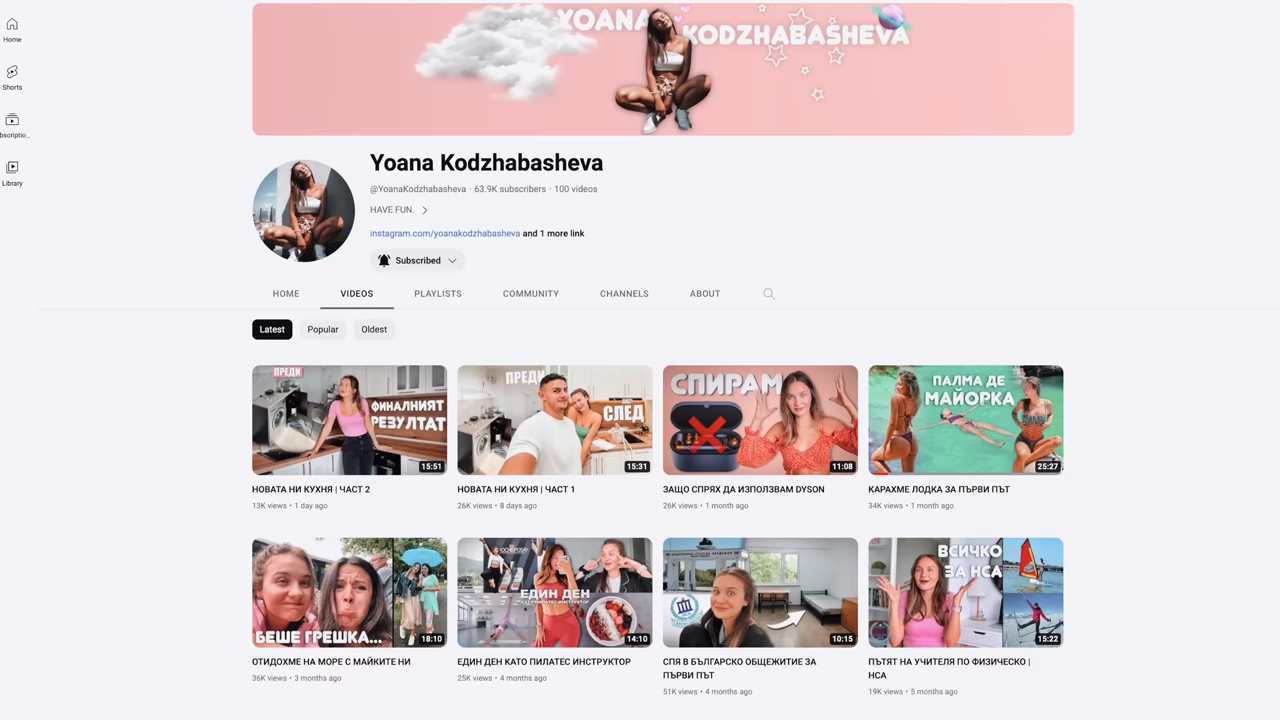 YOANA KODZHABASHEVA
Home
Shorts
bscriptio...
Library
Yoana Kodzhabasheva
@YoanaKodzhabasheva · 63.9K subscribers · 100 videos
HAVE FUN.
instagram.com/yoanakodzhabasheva and 1 more link
Subscribed
HOME VIDEOS PLAYLISTS COMMUNITY CHANNELS ABOUT
Latest Popular Oldest
ПРЕДИ
ФИНАЛНИЯТ
РЕЗУЛТАТ
15:51
ПРЕДИ
СЛЕД
15:31
СПИРАМ
11:08
ПАЛМА ДЕ
МАЙОРКА
25:27
НОВАТА НИ КУХНЯ | ЧАСТ 2
13K views • 1 day ago
НОВАТА НИ КУХНЯ | ЧАСТ 1
26K views • 8 days ago
ЗАЩО СПРЯХ ДА ИЗПОЛЗВАМ DYSON
26K views • 1 month ago
КАРАХМЕ ЛОДКА ЗА ПЪРВИ ПЪТ
34K views • 1 month ago
БЕШЕ ГРЕШКА...
18:10
ЕДИН ДЕН
КАТО ПИЛАТЕС ИНСТРУКТОР
14:10
10:15
ВСИЧКО
ЗА НСА
15:22
ОТИДОХМЕ НА МОРЕ С МАЙКИТЕ НИ
36K views • 3 months ago
ЕДИН ДЕН КАТО ПИЛАТЕС ИНСТРУКТОР
25K views • 4 months ago
СПЯ В БЪЛГАРСКО ОБЩЕЖИТИЕ ЗА
ПЪРВИ ПЪТ
51K views • 4 months ago
ПЪТЯТ НА УЧИТЕЛЯ ПО ФИЗИЧЕСКО |
НСА
19K views • 5 months ago